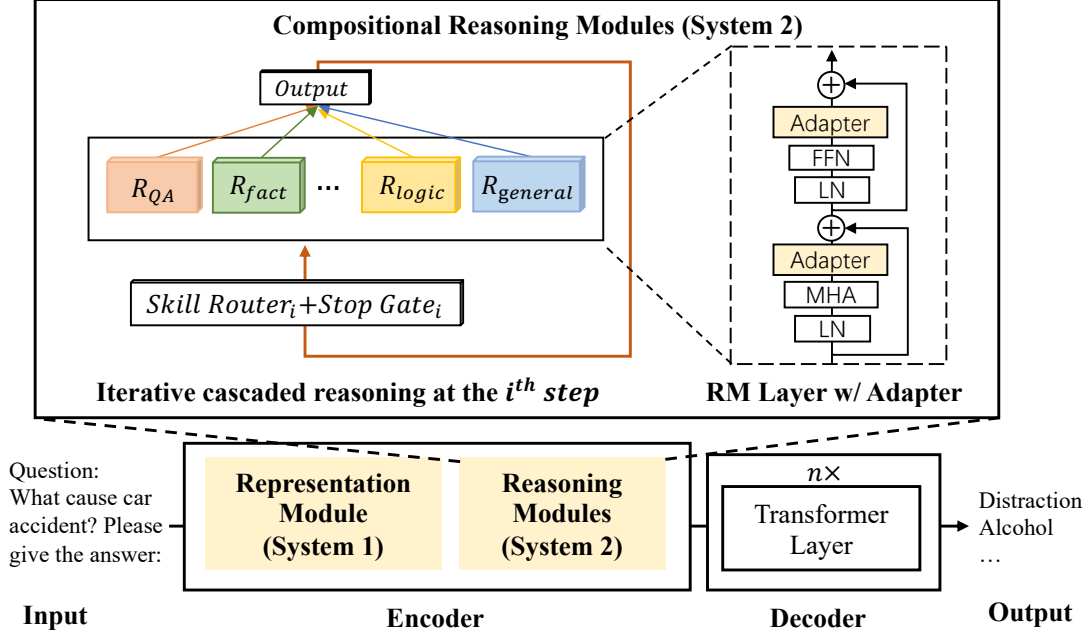 Compositional Reasoning Modules (System 2)
Output
R_QA
R_fact
...
R_logic
R_general
Skill Router_i+Stop Gate_i
Iterative cascaded reasoning at the i^th step
Adapter
FFN
LN
Adapter
MHA
LN
RM Layer w/ Adapter
Question:
What cause car
accident? Please
give the answer:
Input
Representation
Module
(System 1)
Reasoning
Modules
(System 2)
Encoder
n×
Transformer
Layer
Decoder
Distraction
Alcohol
...
Output